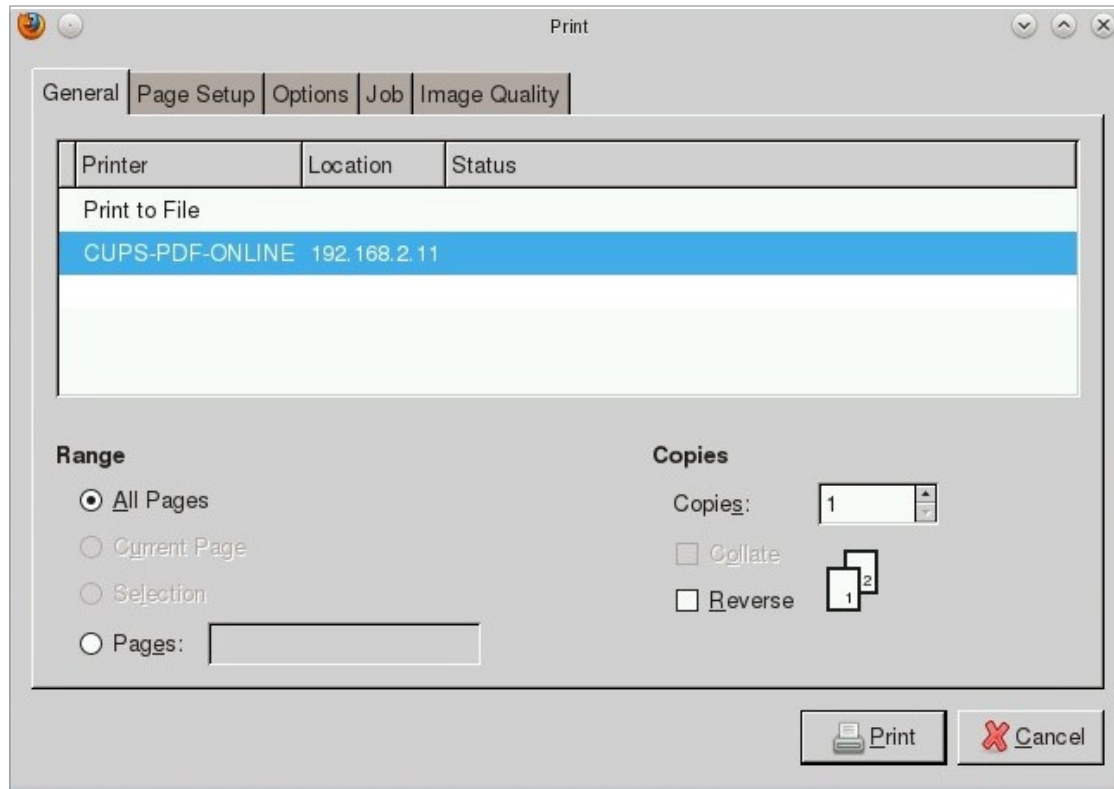 Print
General Page Setup Options Job Image Quality
Printer Location Status
Print to File
CUPS-PDF-ONLINE 192.168.2.11
Range
All Pages
Current Page
Selection
Pages:
Copies
Copies: 1
Collate
Reverse
1 2
Print Cancel